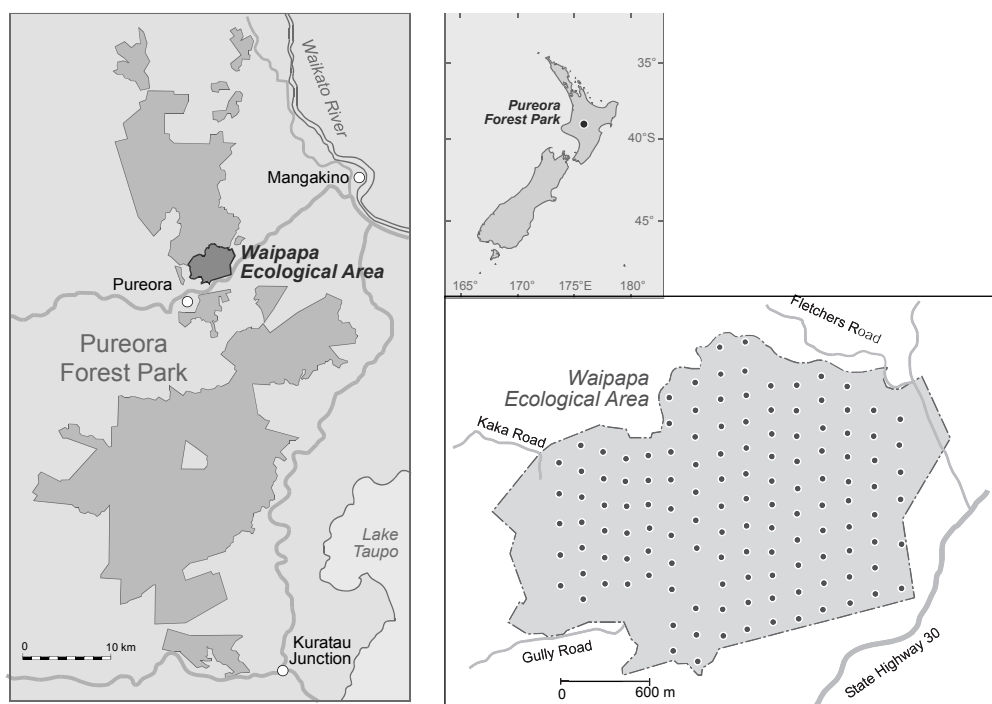 Waikato River
Mangakino
Waipapa
Ecological Area
Pureora
Pureora
Forest Park
Lake
Taupo
0
10 km
Kuratau
Junction
Pureora
Forest Park
35°
40°S
45°
165°
170°
175°E
180°
Fletchers Road
Waipapa
Ecological Area
Kaka Road
Gully Road
State Highway 30
0
600 m